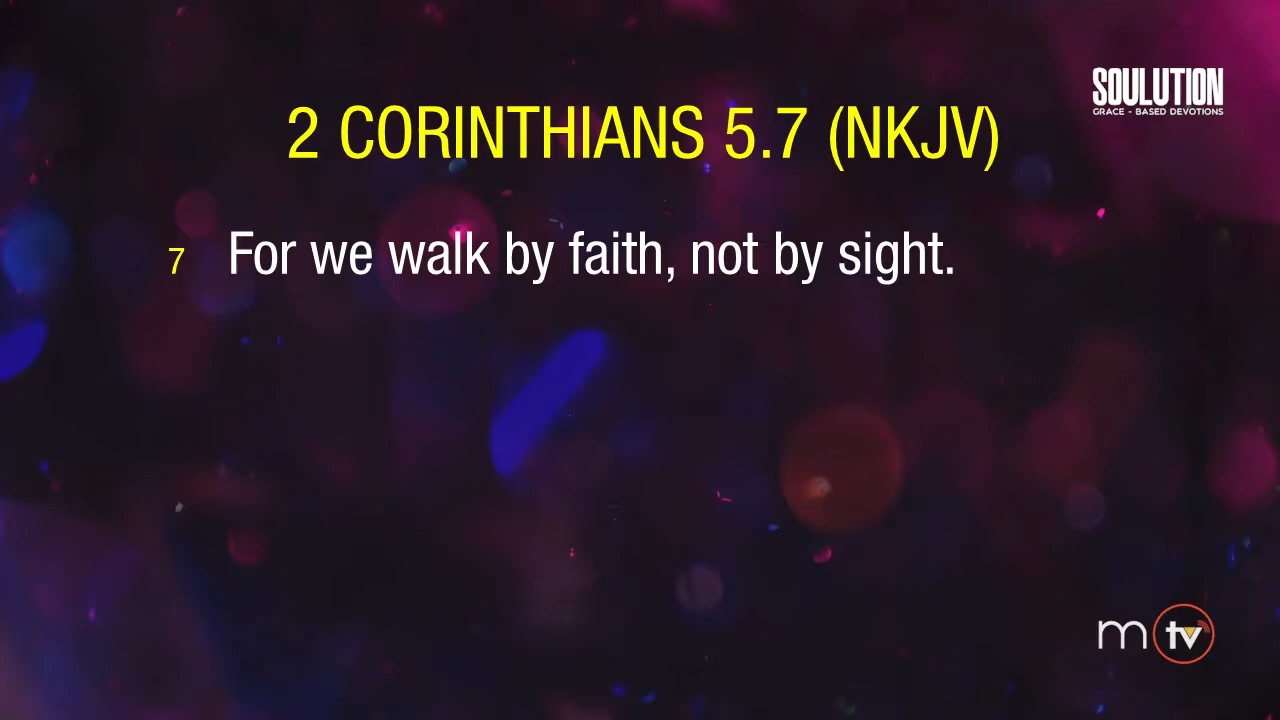 SOULUTION
GRACE - BASED DEVOTIONS
2 CORINTHIANS 5.7 (NKJV)
7 For we walk by faith, not by sight.
m tv